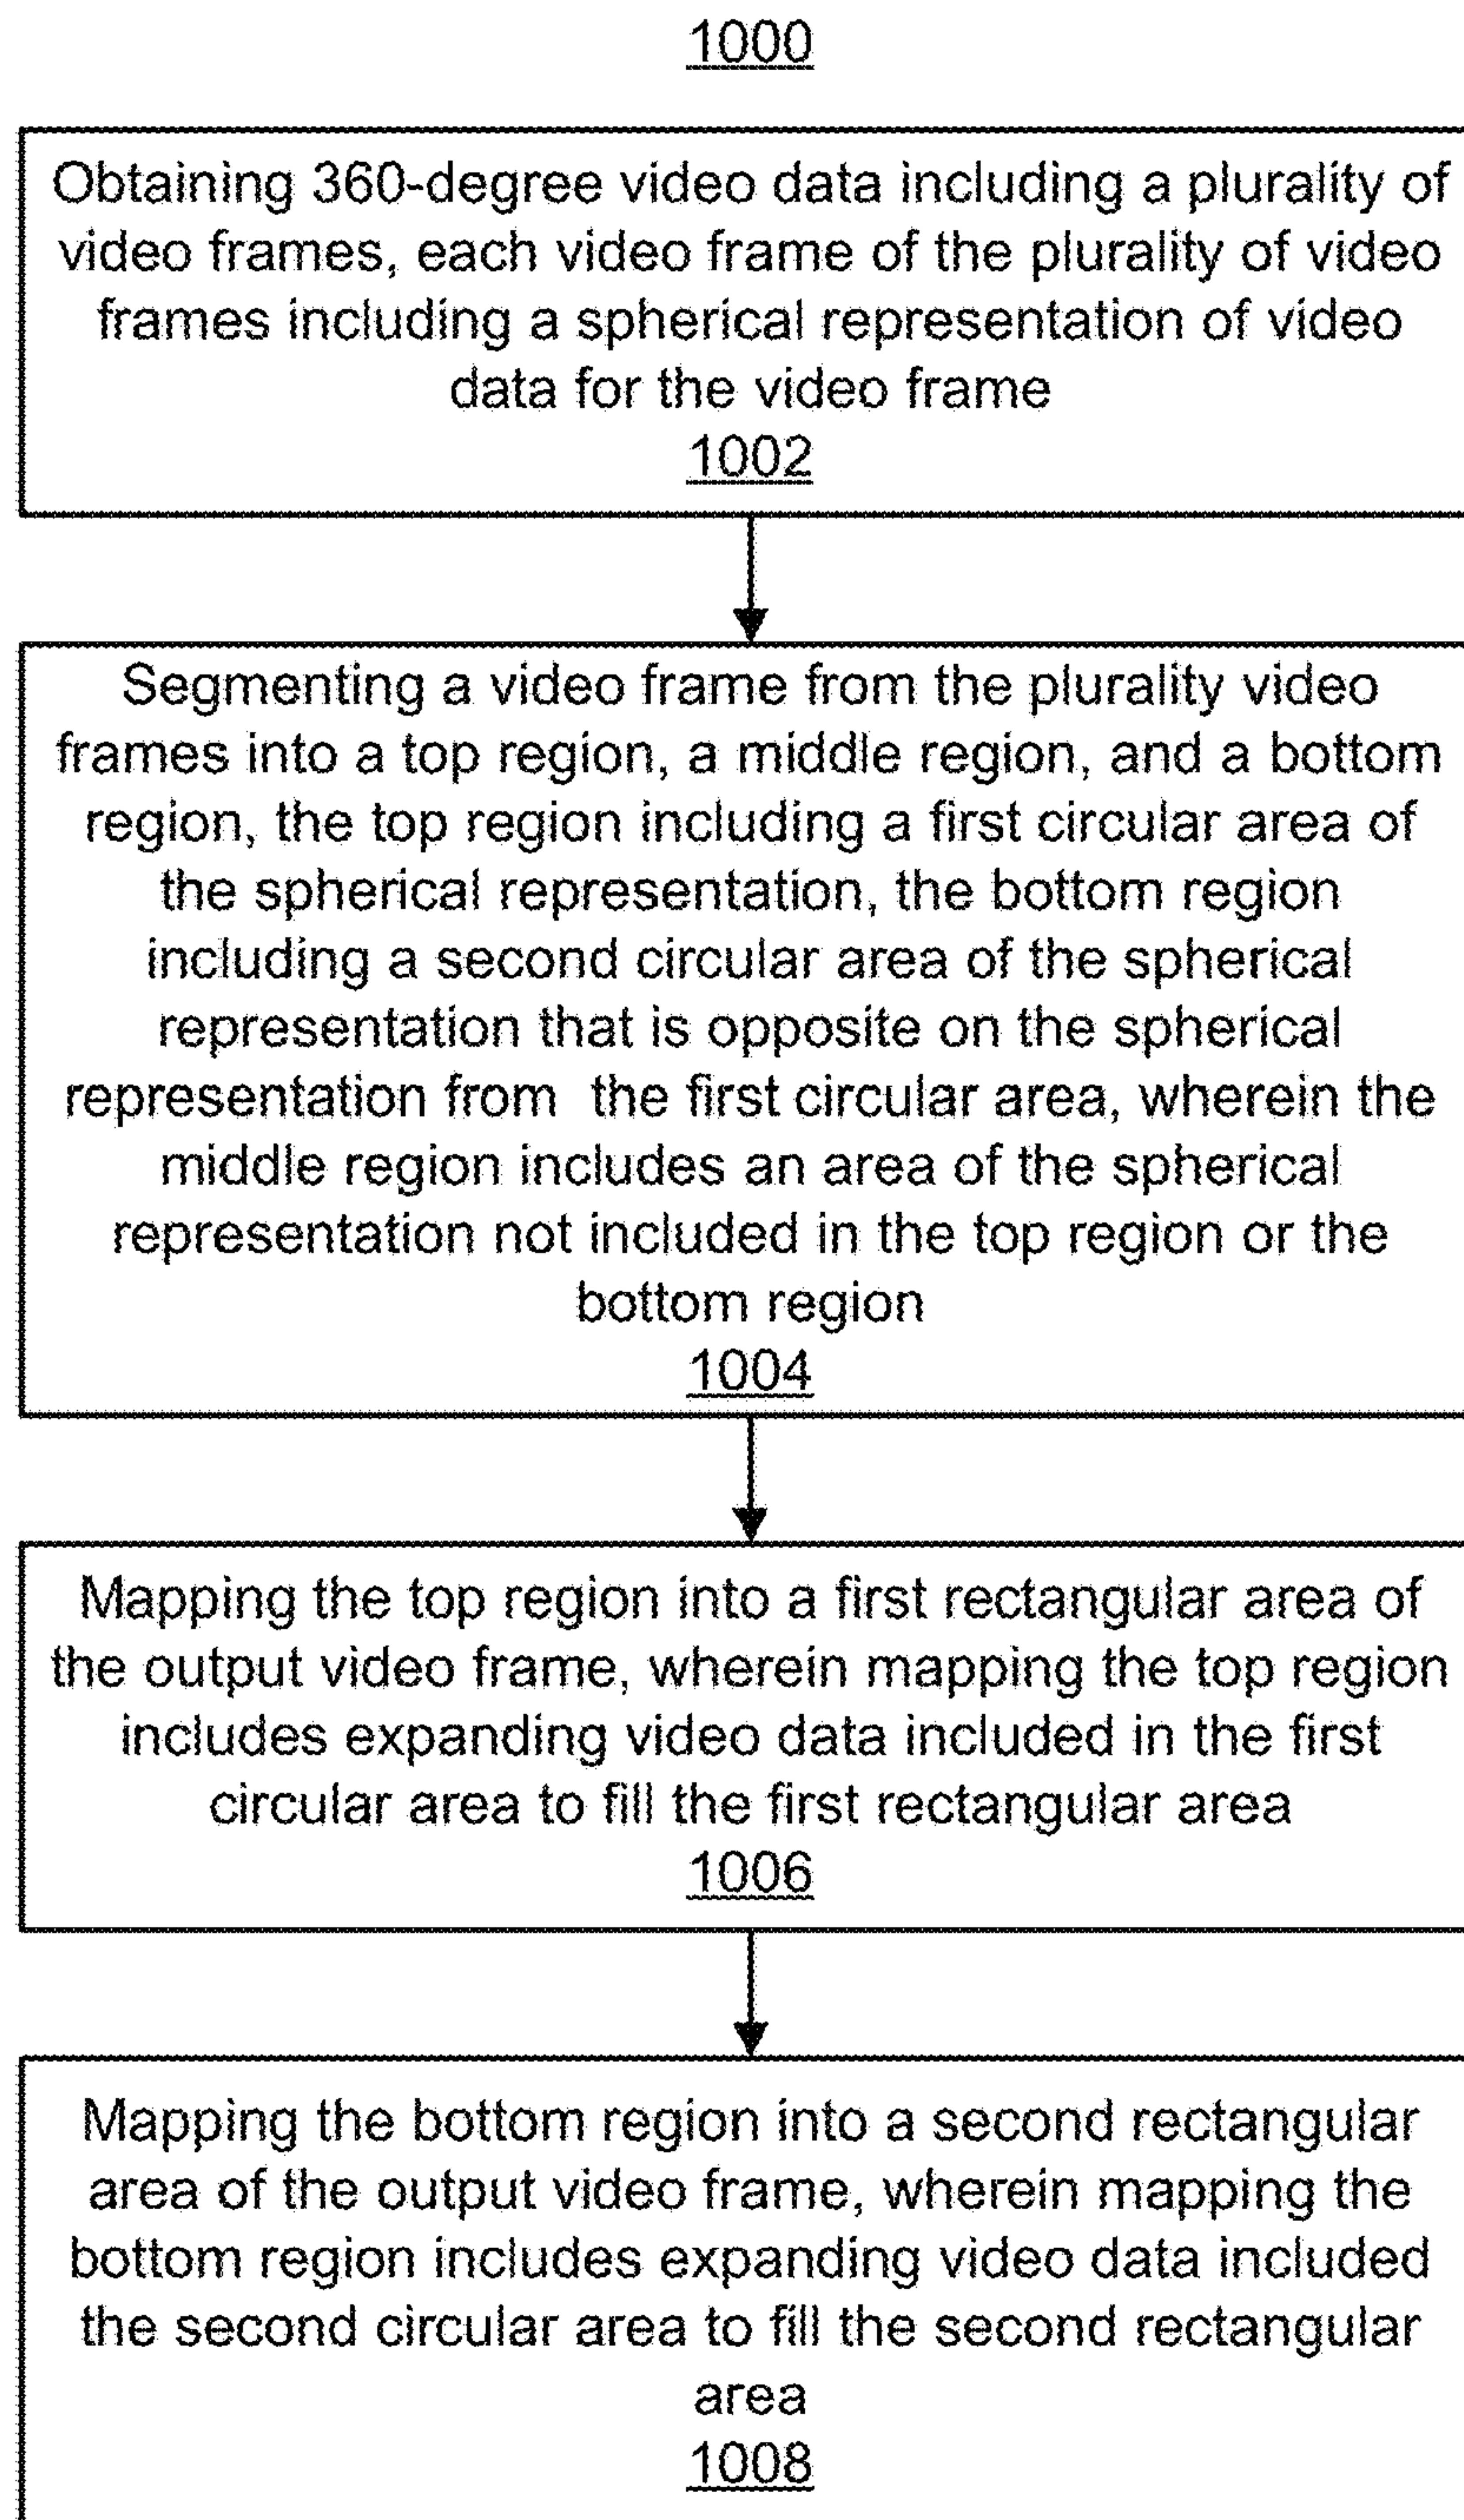 1000
Obtaining 360-degree video data including a plurality of
video frames, each video frame of the plurality of video
frames including a spherical representation of video
data for the video frame
1002
Segmenting a video frame from the plurality video
frames into a top region, a middle region, and a bottom
region, the top region including a first circular area of
the spherical representation, the bottom region
including a second circular area of the spherical
representation that is opposite on the spherical
representation from the first circular area, wherein the
middle region includes an area of the spherical
representation not included in the top region or the
bottom region
1004
Mapping the top region into a first rectangular area of
the output video frame, wherein mapping the top region
includes expanding video data included in the first
circular area to fill the first rectangular area
1006
Mapping the bottom region into a second rectangular
area of the output video frame, wherein mapping the
bottom region includes expanding video data included
the second circular area to fill the second rectangular
area
1008